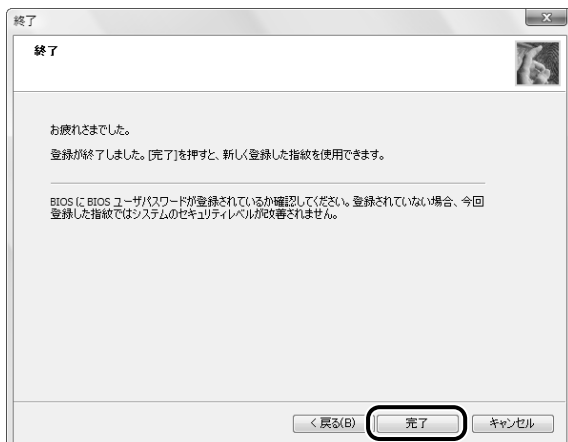 終了
終了
お疲れさまでした。
登録が終了しました。[完了]を押すと、新しく登録した指紋を使用できます。
BIOS に BIOS ユーザパスワードが登録されているか確認してください。登録されていない場合、今回
登録した指紋ではシステムのセキュリティレベルが改善されません。
< 戻る(B) 完了 キャンセル